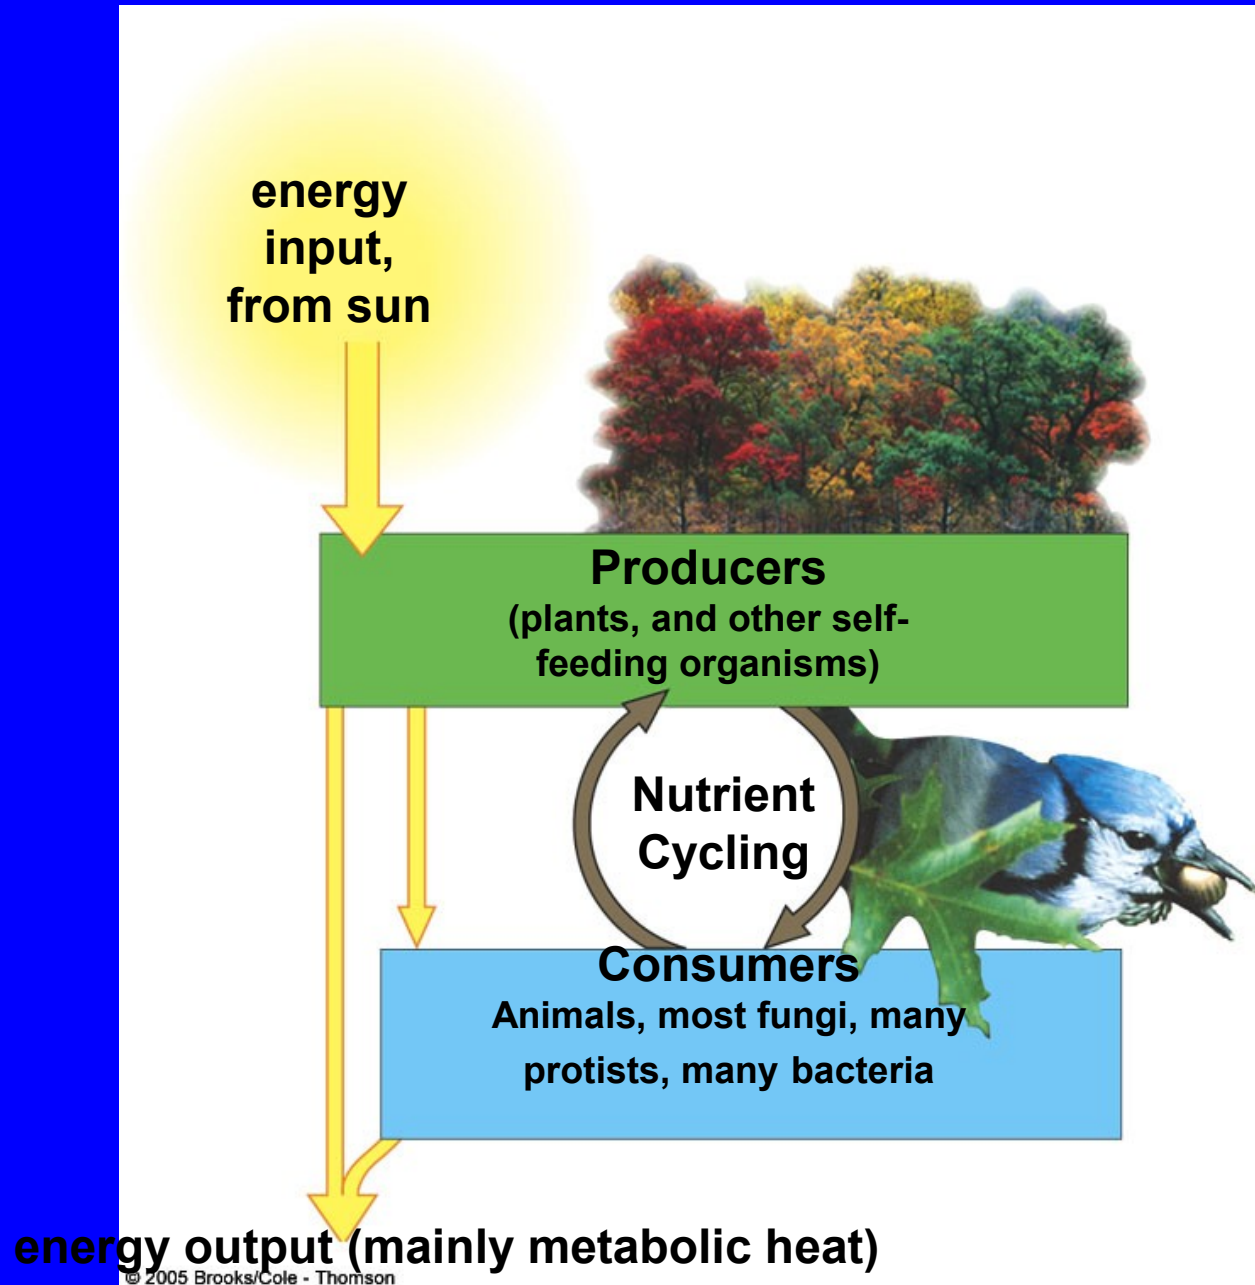 energy
input,
from sun
Producers
(plants, and other self-
feeding organisms)
Nutrient
Cycling
Consumers
Animals, most fungi, many
protists, many bacteria
energy output (mainly metabolic heat)
© 2005 Brooks/Cole - Thomson